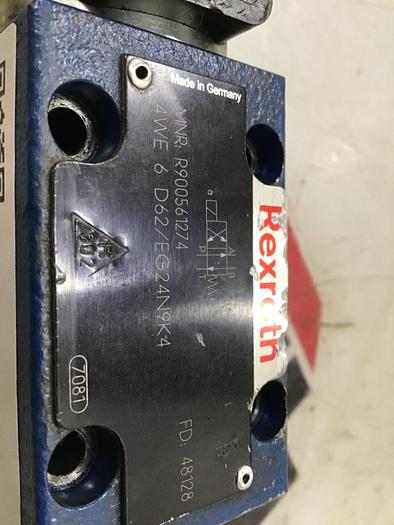 Made in Germany
MNR: R900561274
4WE 6 D62/EG24N9K4
FD: 48128
7081
a
A B
P T
Rexroth